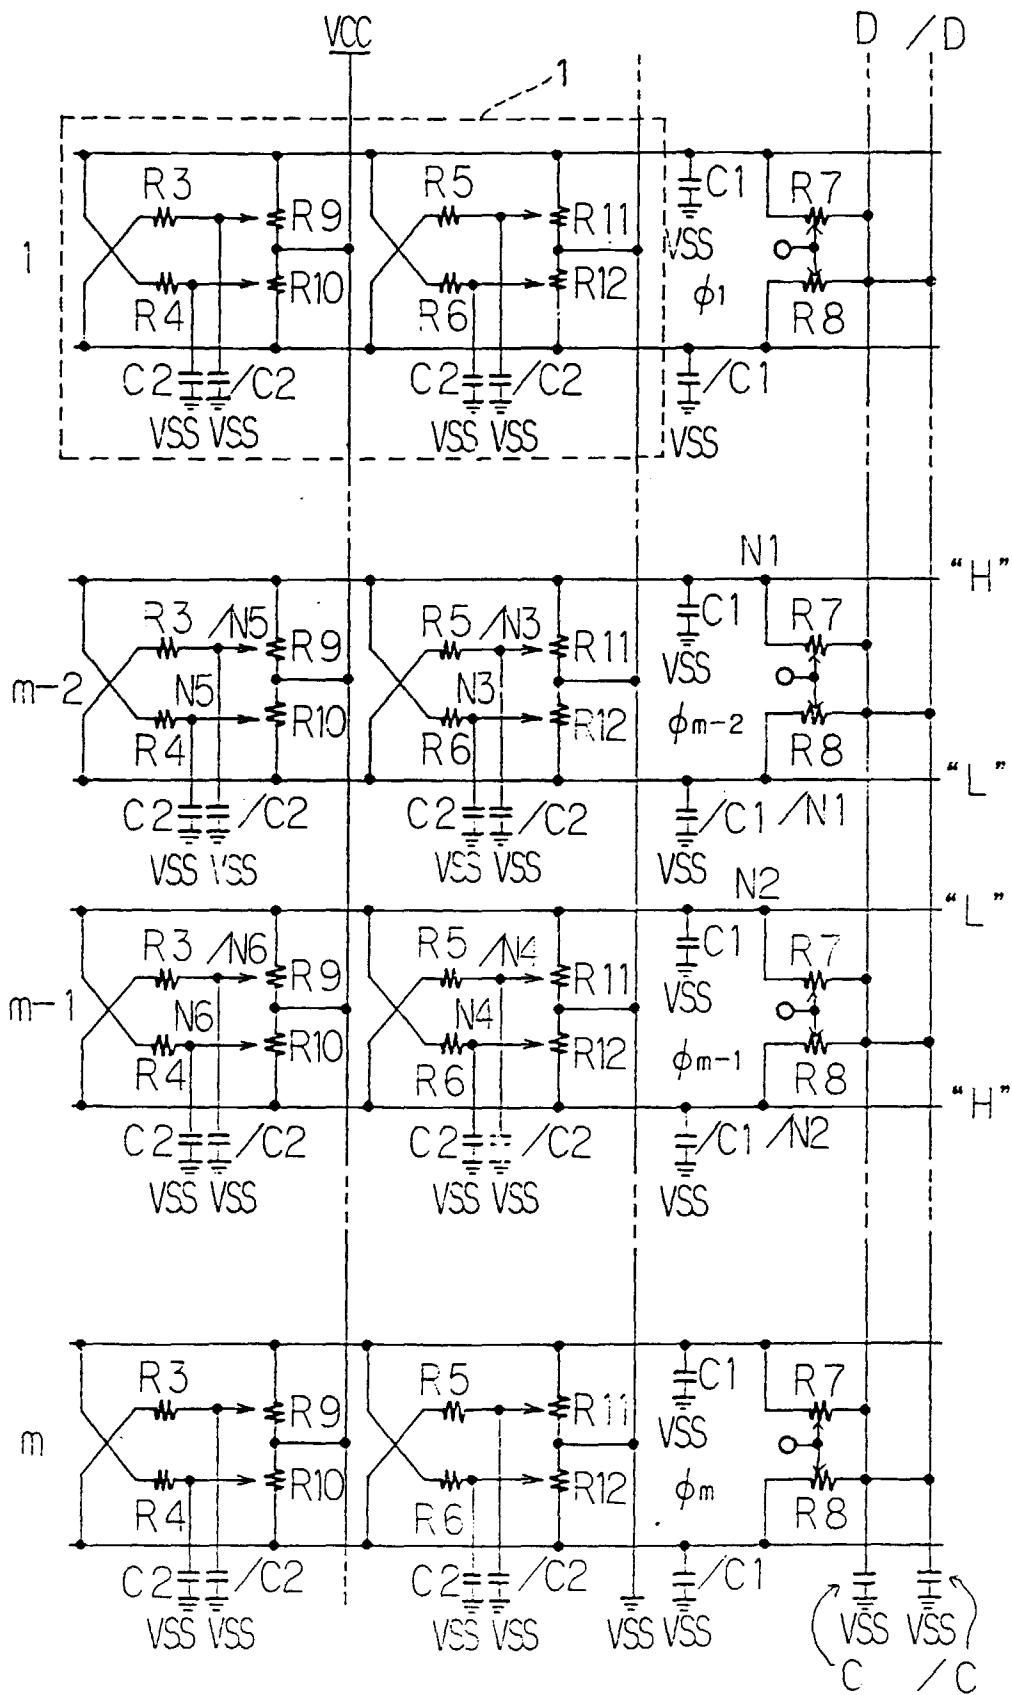 VCC
D /D
1
R3 R5 C1 R7
R9 R11
VSS
1
R10 R12 φ1
R4 R6 R8
C2 /C2 C2 /C2 /C1
VSS VSS VSS VSS VSS
N1 "H"
R3 /N5 R5 /N3 C1 R7
R9 R11
VSS
m-2 N5 N3
R10 R12 φm-2
R4 R6 R8
"L"
C2 /C2 C2 /C2 /C1 /N1
VSS VSS VSS VSS VSS
N2 "L"
R3 /N6 R5 /N4 C1 R7
R9 R11
VSS
m-1 N6 N4
R10 R12 φm-1
R4 R6 R8
"H"
C2 /C2 C2 /C2 /C1 /N2
VSS VSS VSS VSS VSS
R3 R5 C1 R7
R9 R11
VSS
m
R10 R12 φm
R4 R6 R8
C2 /C2 C2 /C2 /C1
VSS VSS VSS VSS VSS VSS VSS VSS
C /C